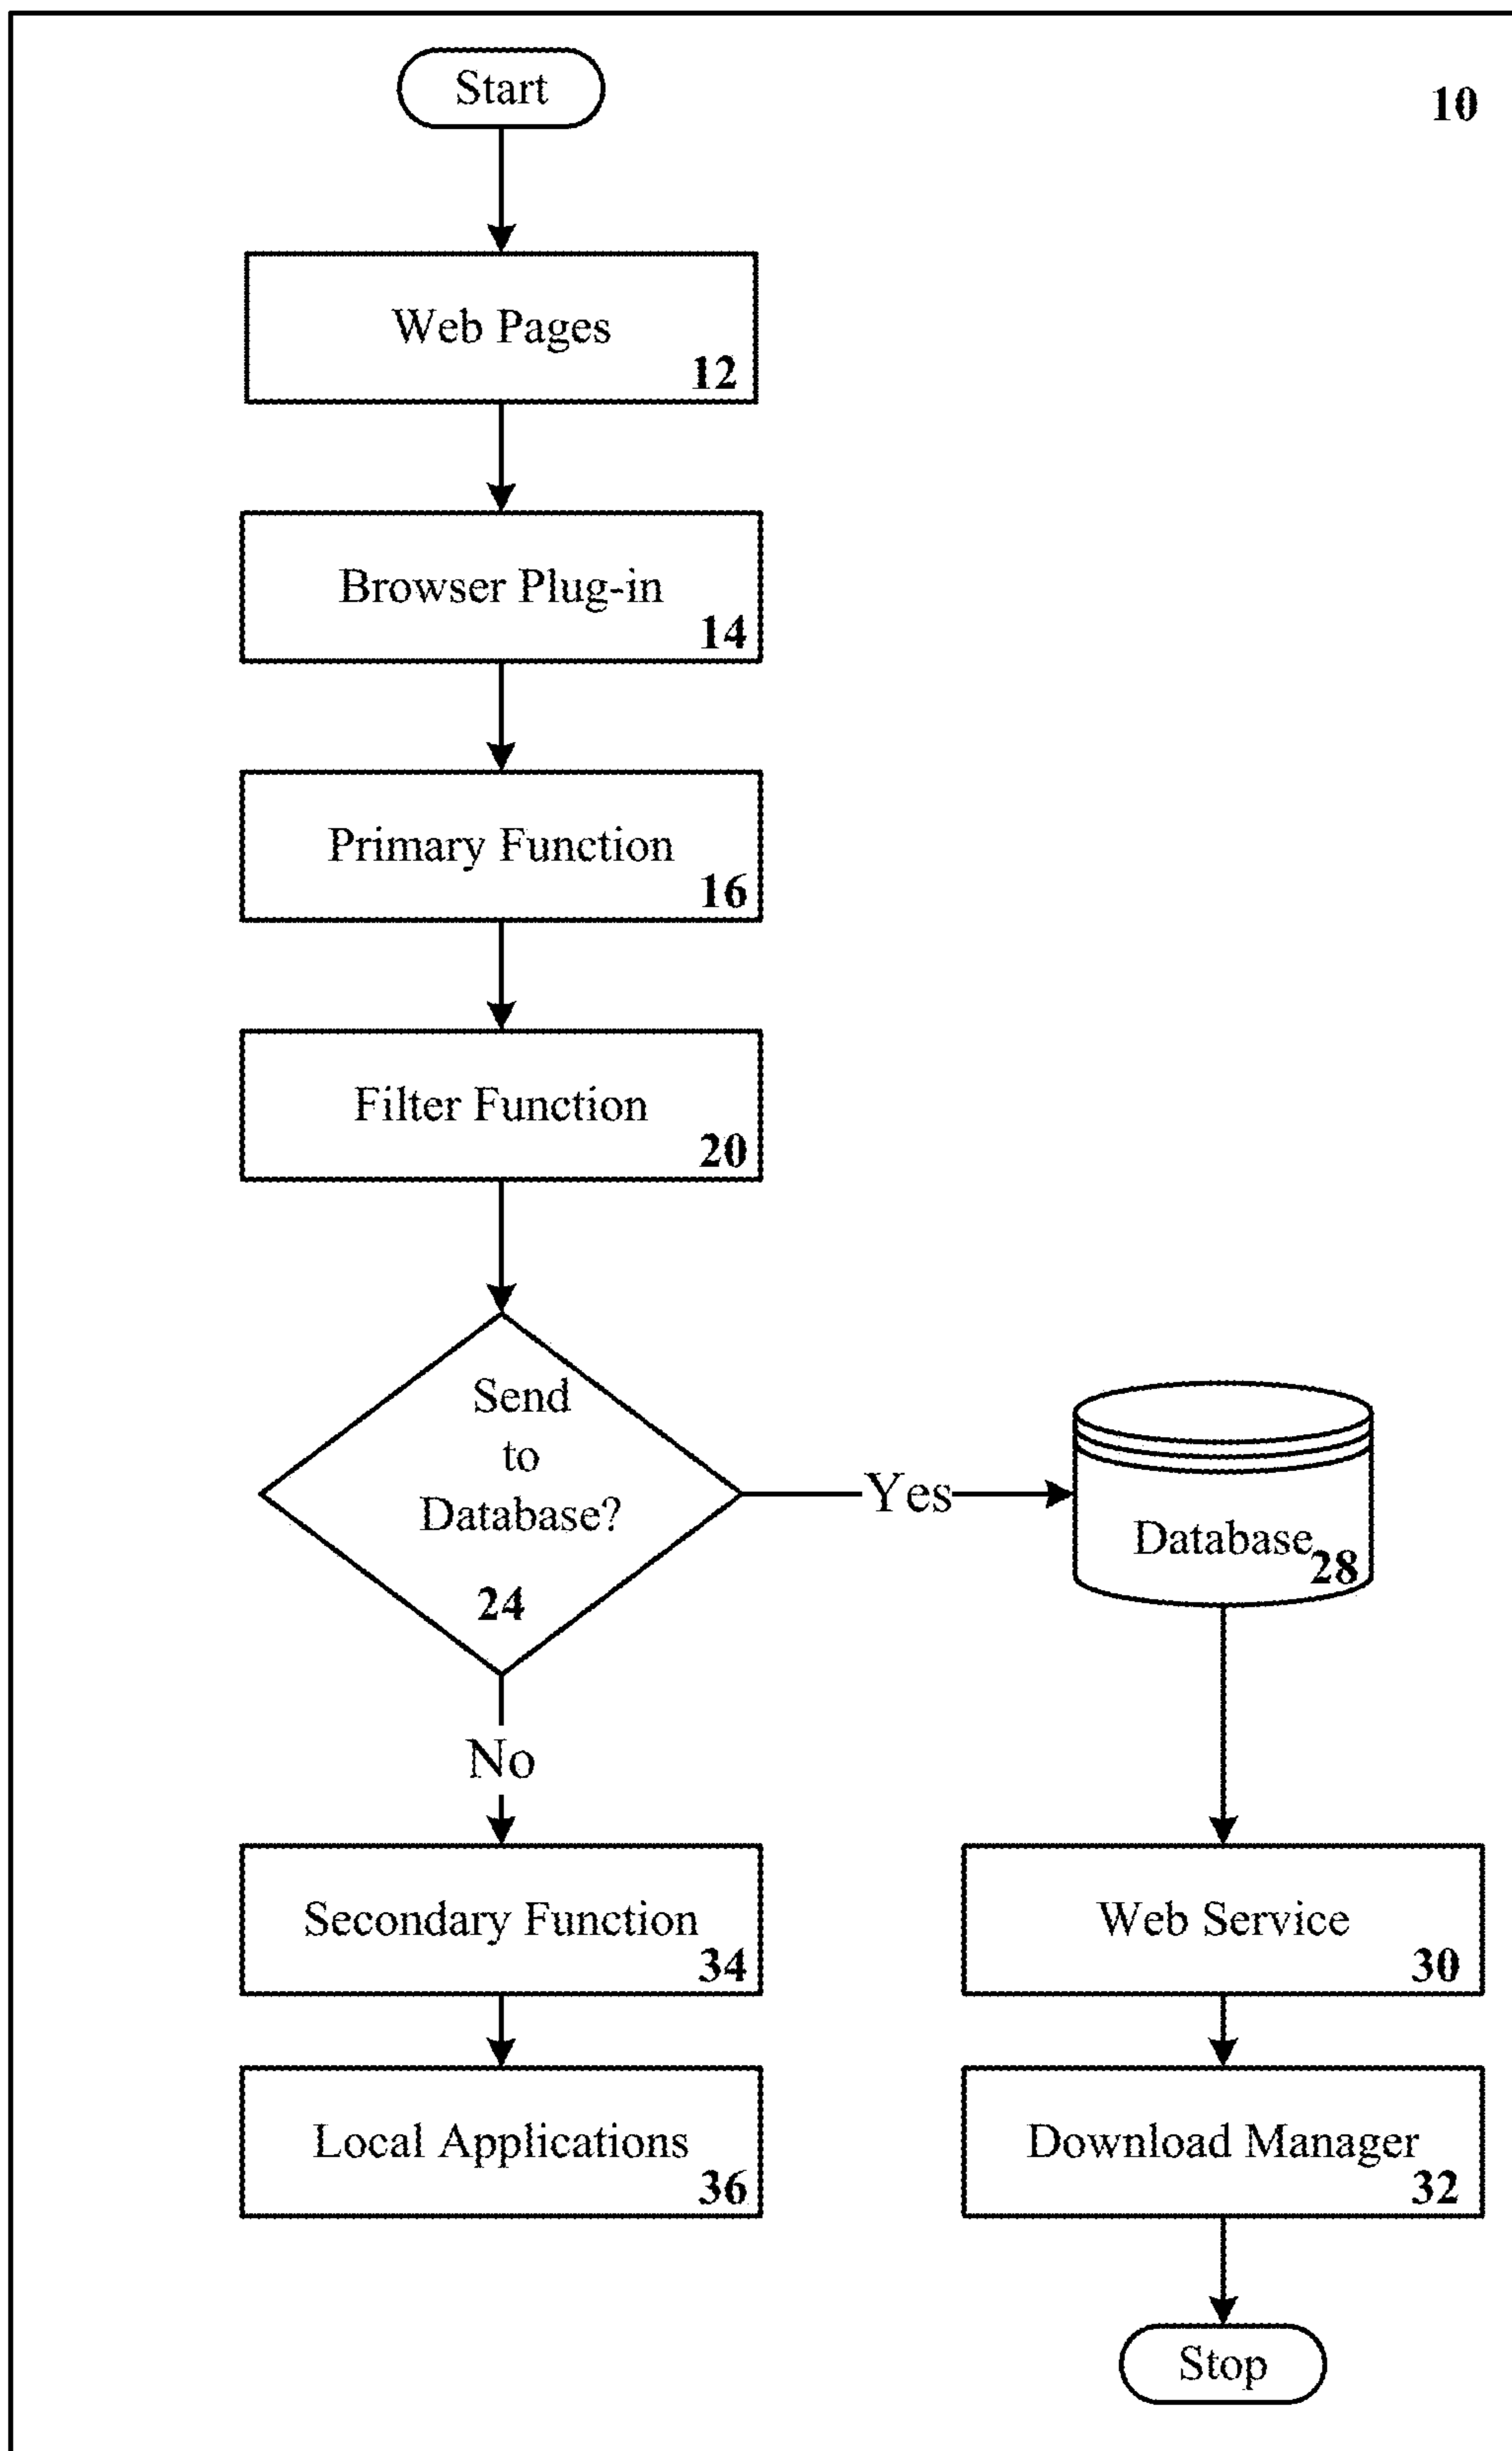 Start
10
Web Pages
12
Browser Plug-in
14
Primary Function
16
Filter Function
20
Send
to
Database?
24
Yes
Database
28
No
Secondary Function
34
Web Service
30
Local Applications
36
Download Manager
32
Stop